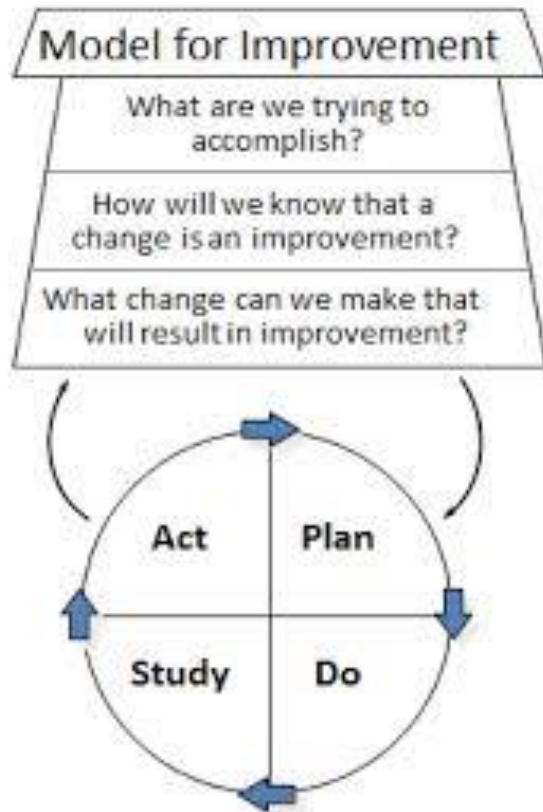 Model for Improvement
What are we trying to
accomplish?
How will we know that a
change is an improvement?
What change can we make that
will result in improvement?
Act
Plan
Study
Do